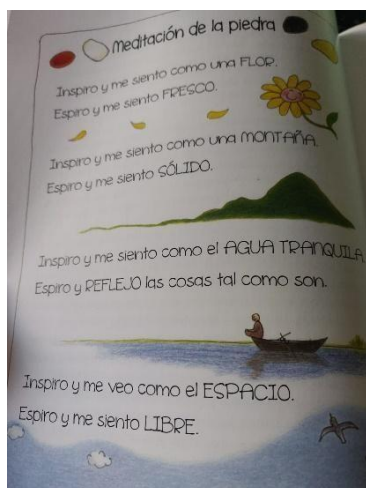 Meditación de la piedra
Inspiro y me siento como una FLOR.
Espiro y me siento FRESCO.
Inspiro y me siento como una MONTAÑA.
Espiro y me siento SÓLIDO.
Inspiro y me siento como el AGUA TRANQUILA.
Espiro y REFLEJO las cosas tal como son.
Inspiro y me veo como el ESPACIO.
Espiro y me siento LIBRE.